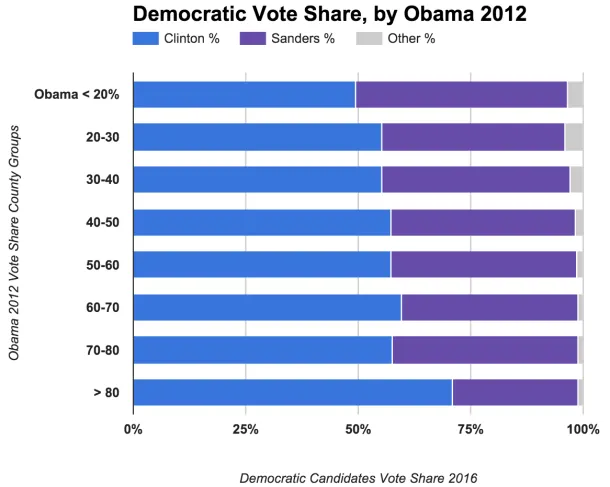 Democratic Vote Share, by Obama 2012
Clinton %
Sanders %
Other %
Obama 2012 Vote Share County Groups
Obama < 20%
20-30
30-40
40-50
50-60
60-70
70-80
> 80
0%
25%
50%
75%
100%
Democratic Candidates Vote Share 2016